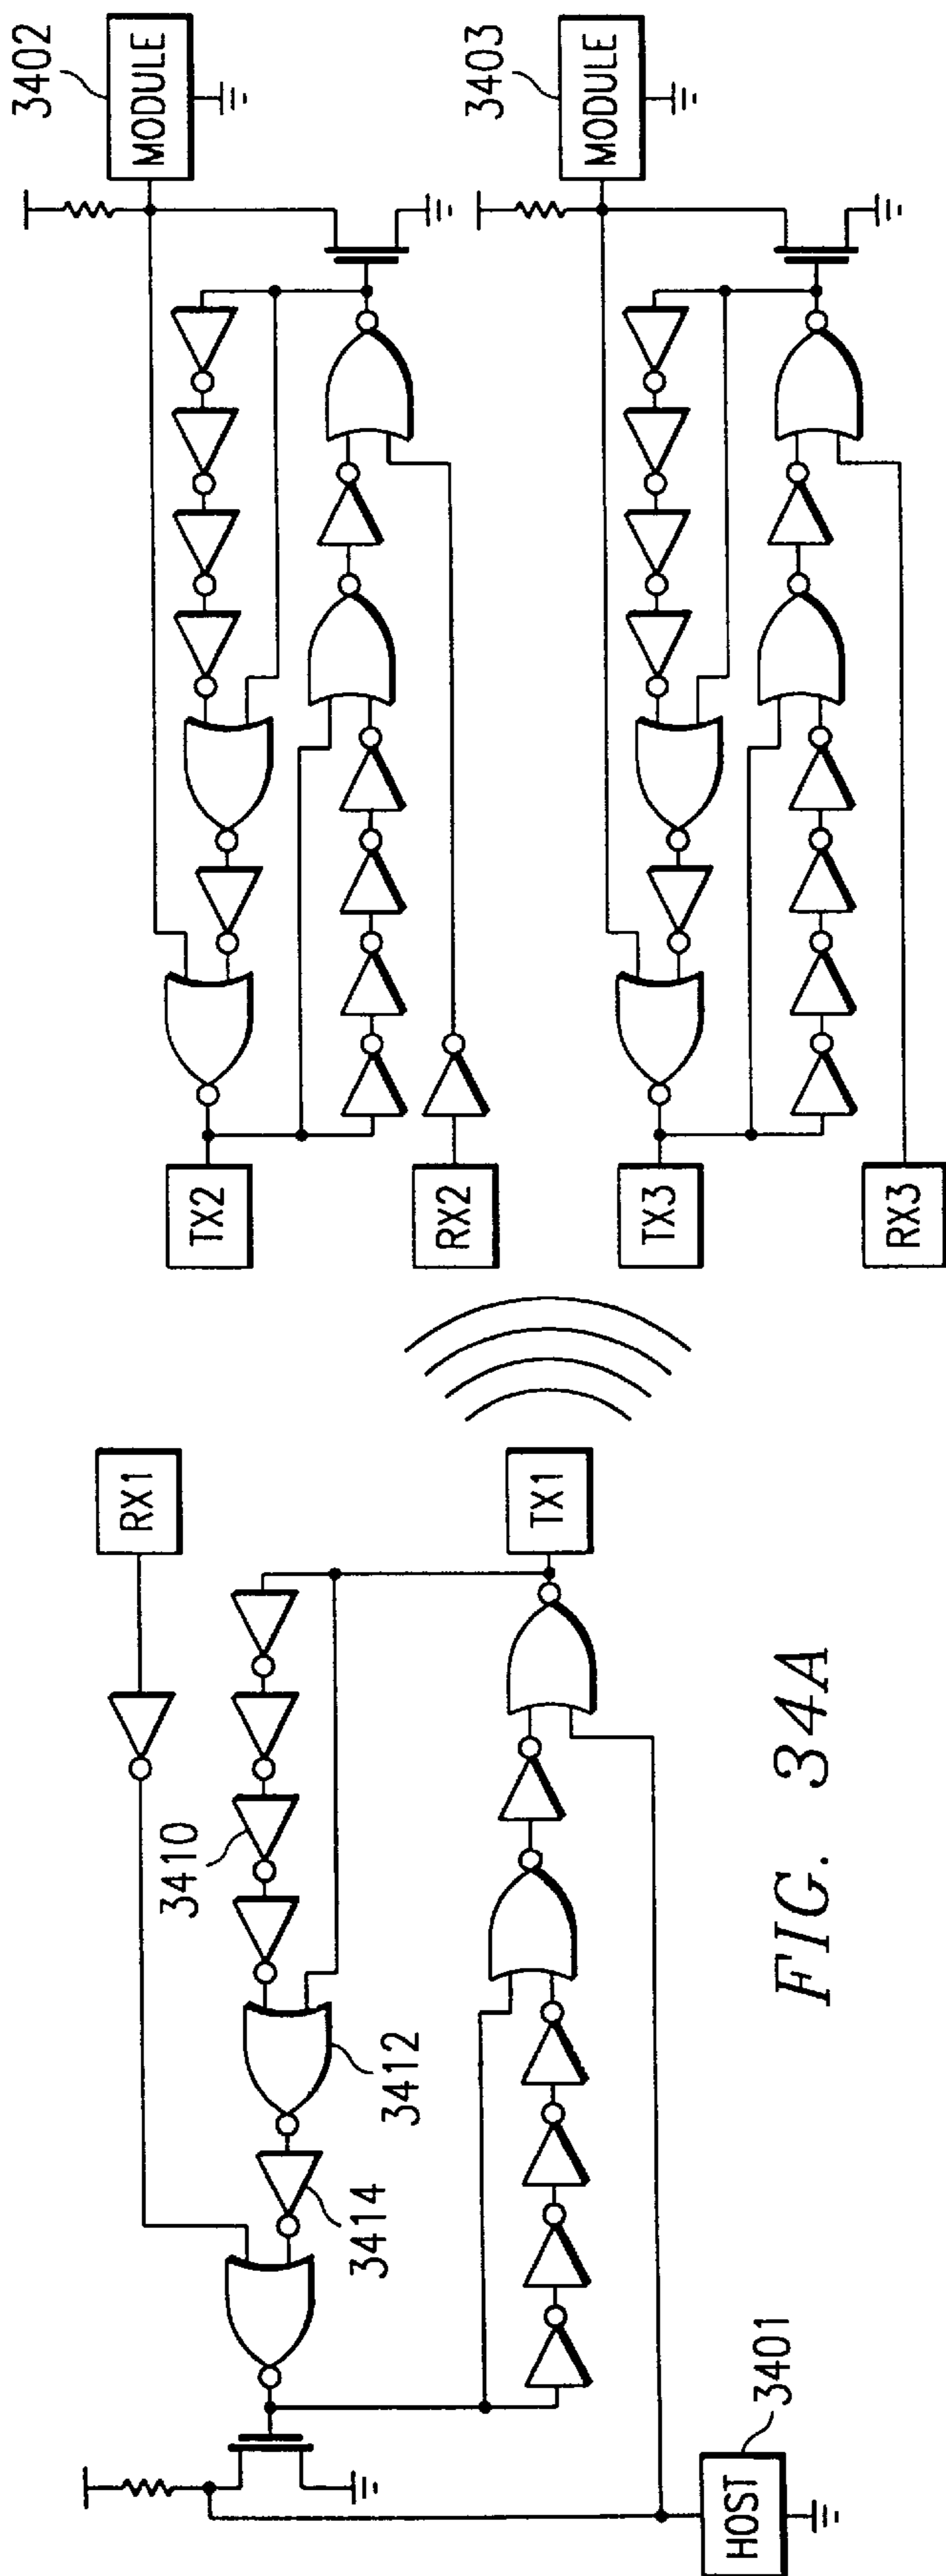 3402
MODULE
3403
MODULE
TX2
RX2
TX3
RX3
RX1
TX1
3410
3412
3414
3401
HOST
FIG. 34A